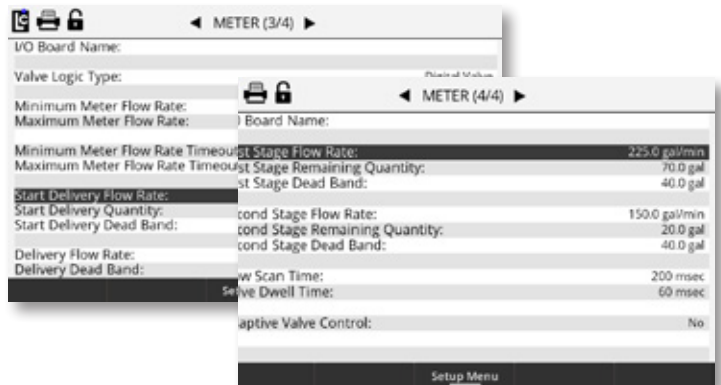 LC
METER (3/4)
I/O Board Name:
Valve Logic Type:
Minimum Meter Flow Rate:
Maximum Meter Flow Rate:
Minimum Meter Flow Rate Timeout
Maximum Meter Flow Rate Timeout
Start Delivery Flow Rate:
Start Delivery Quantity:
Start Delivery Dead Band:
Delivery Flow Rate:
Delivery Dead Band:
METER (4/4)
Board Name:
st Stage Flow Rate: 225.0 gal/min
st Stage Remaining Quantity: 70.0 gal
st Stage Dead Band: 40.0 gal
cond Stage Flow Rate: 150.0 gal/min
cond Stage Remaining Quantity: 20.0 gal
cond Stage Dead Band: 40.0 gal
w Scan Time: 200 msec
lve Dwell Time: 60 msec
aptive Valve Control: No
Setup Menu